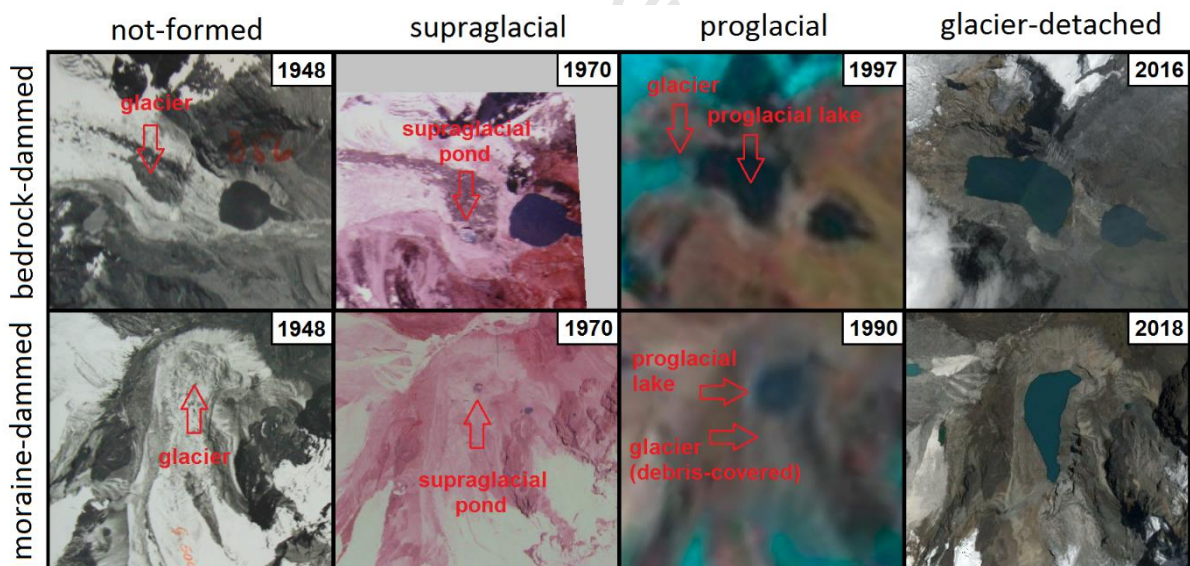 not-formed
supraglacial
proglacial
glacier-detached
bedrock-dammed
1948
glacier
1970
supraglacial
pond
1997
glacier
proglacial lake
2016
moraine-dammed
1948
glacier
1970
supraglacial
pond
1990
proglacial
lake
glacier
(debris-covered)
2018